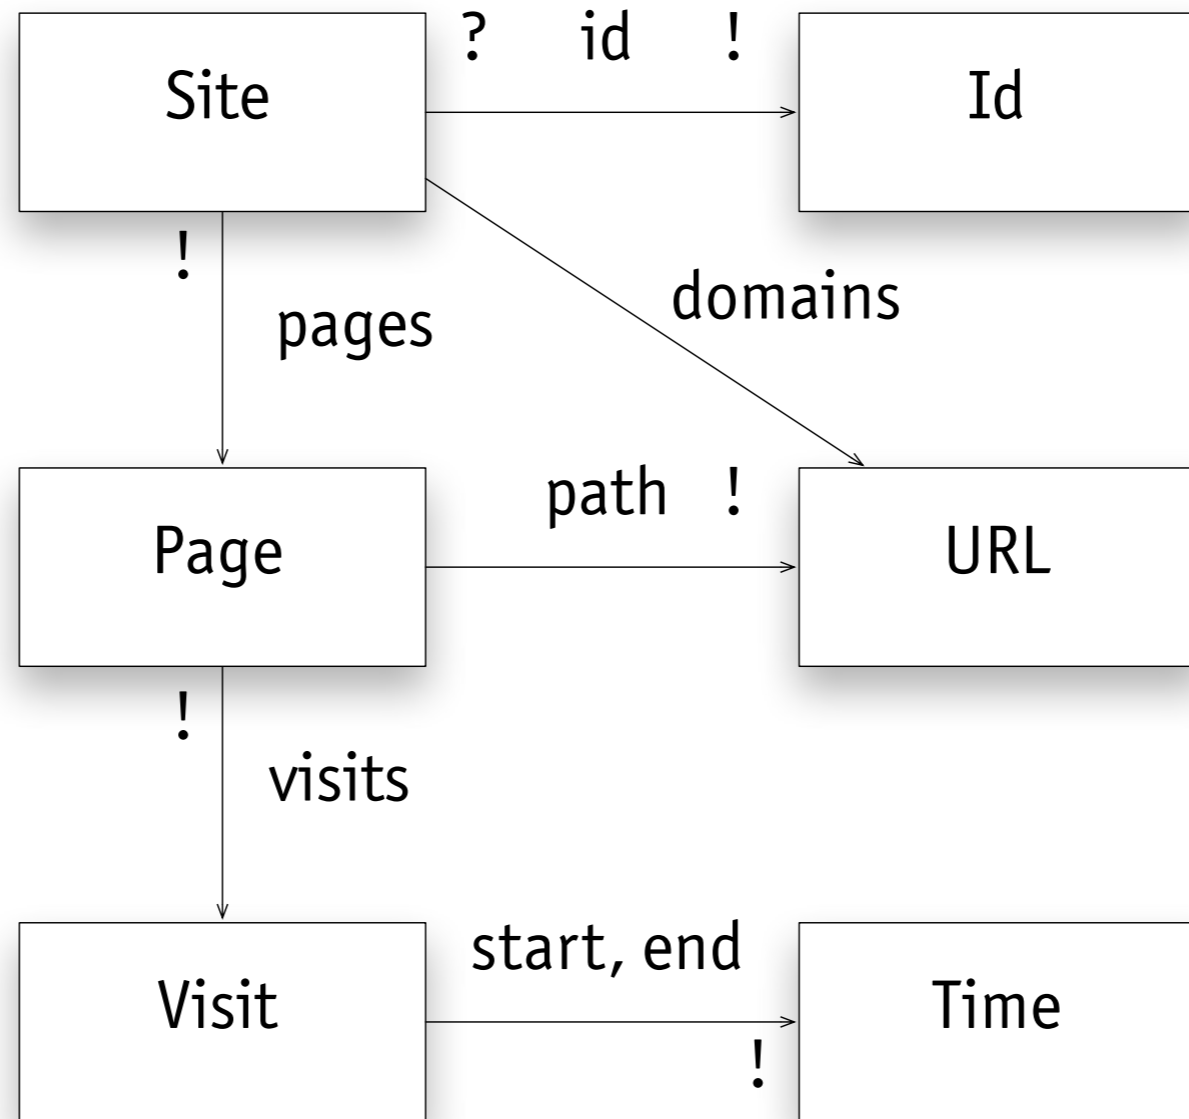 ? id !
Site
Id
!
domains
pages
path !
Page
URL
!
visits
start, end
Visit
Time
!